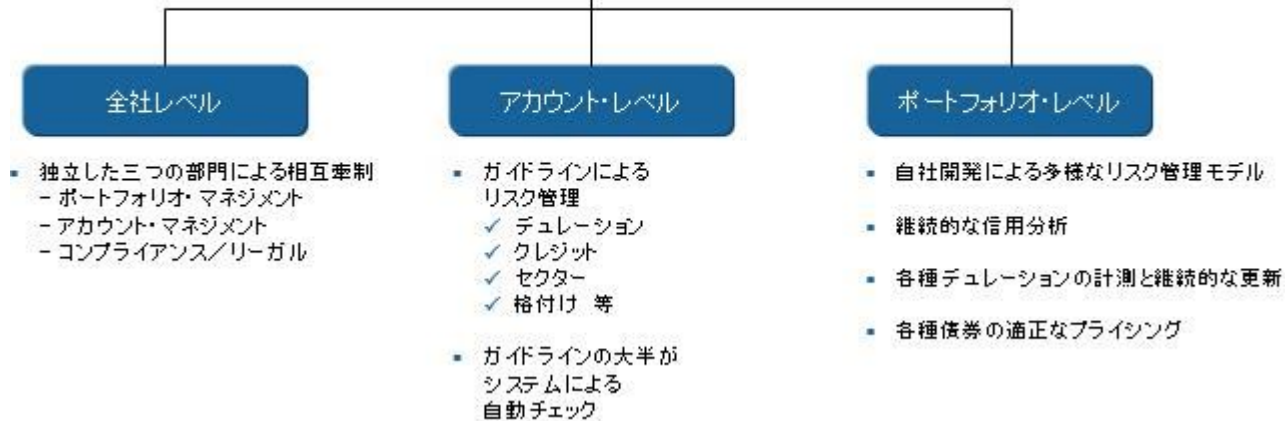 全社レベル
独立した三つの部門による相互牽制
- ポートフォリオ・マネジメント
- アカウント・マネジメント
- コンプライアンス/リーガル
アカウント・レベル
ガイドラインによる
リスク管理
✓ デュレーション
✓ クレジット
✓ セクター
✓ 格付け 等
ガイドラインの大半が
システムによる
自動チェック
ポートフォリオ・レベル
自社開発による多様なリスク管理モデル
継続的な信用分析
各種デュレーションの計測と継続的な更新
各種債券の適正なプライシング